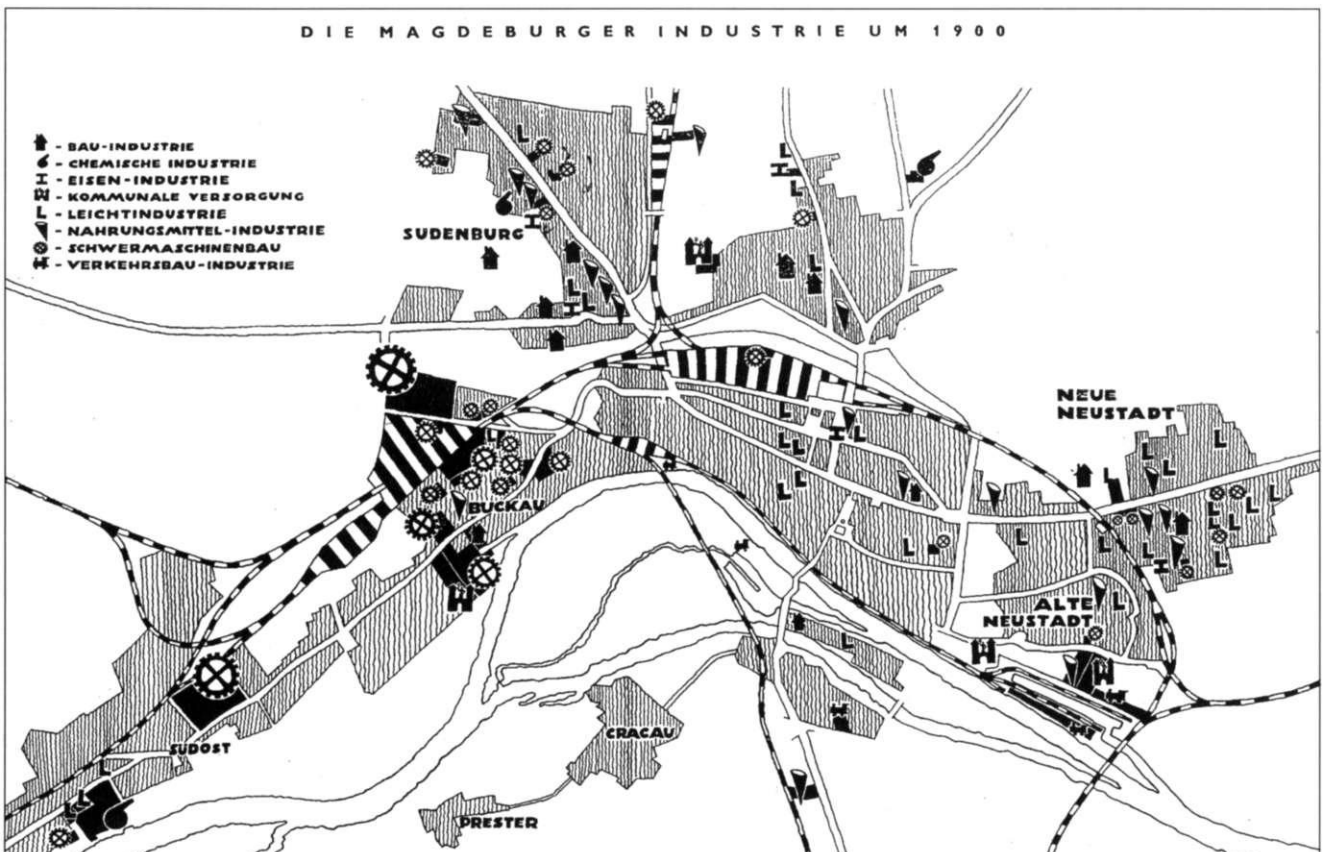 DIE MAGDEBURGER INDUSTRIE UM 1900
- BAU-INDUSTRIE
- CHEMISCHE INDUSTRIE
- EISEN-INDUSTRIE
- KOMMUNALE VERSORGUNG
- LEICHTINDUSTRIE
- NAHRUNGSMITTEL-INDUSTRIE
- SCHWERMASCHINENBAU
- VERKEHRSBAU-INDUSTRIE
SUDENBURG
NEUE
NEUSTADT
BUCKAU
ALTE
NEUSTADT
CRACAU
SÜDOST
PRESTER